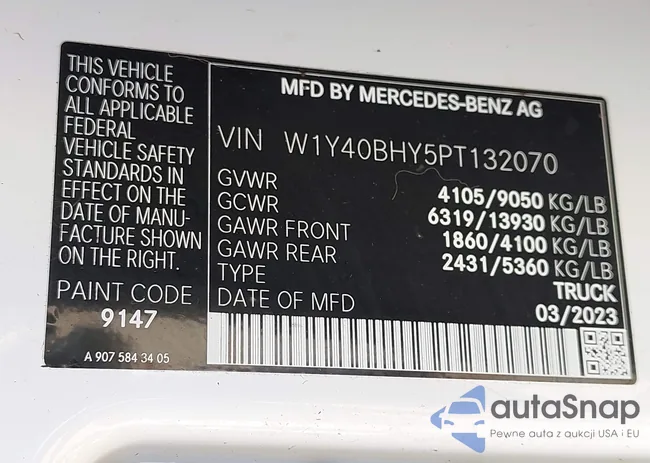 THIS VEHICLE
CONFORMS TO
ALL APPLICABLE
FEDERAL
VEHICLE SAFETY
STANDARDS IN
EFFECT ON THE
DATE OF MANU-
FACTURE SHOWN
ON THE RIGHT.
PAINT CODE
9147
A 907 584 34 05
MFD BY MERCEDES-BENZ AG
VIN W1Y40BHY5PT132070
GVWR 4105/9050 KG/LB
GCWR 6319/13930 KG/LB
GAWR FRONT 1860/4100 KG/LB
GAWR REAR 2431/5360 KG/LB
TYPE TRUCK
DATE OF MFD 03/2023
autaSnap
Pewne auta z aukcji USA i EU